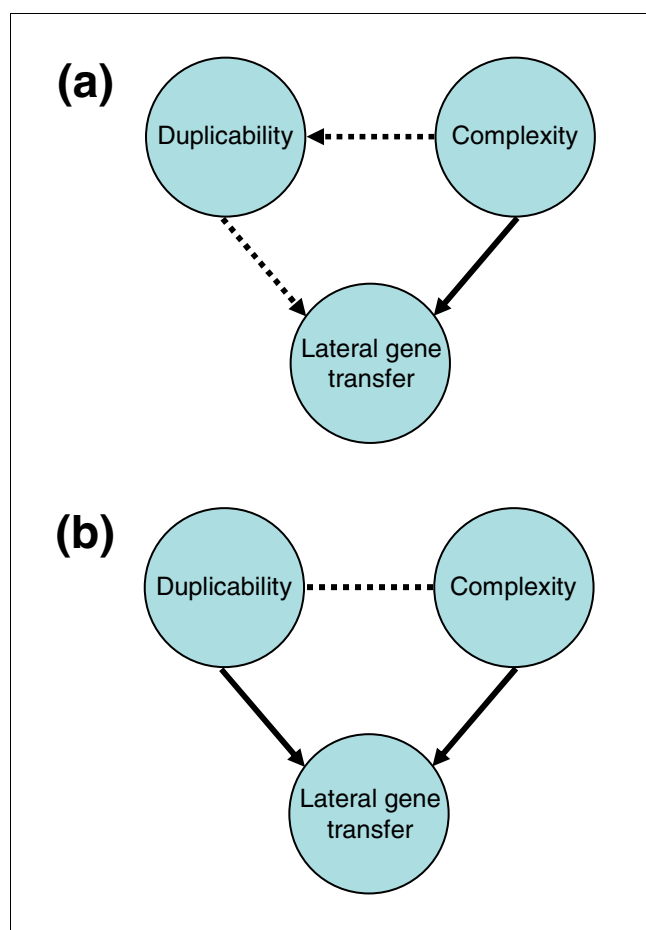 (a)
Duplicability
Complexity
Lateral gene
transfer
(b)
Duplicability
Complexity
Lateral gene
transfer